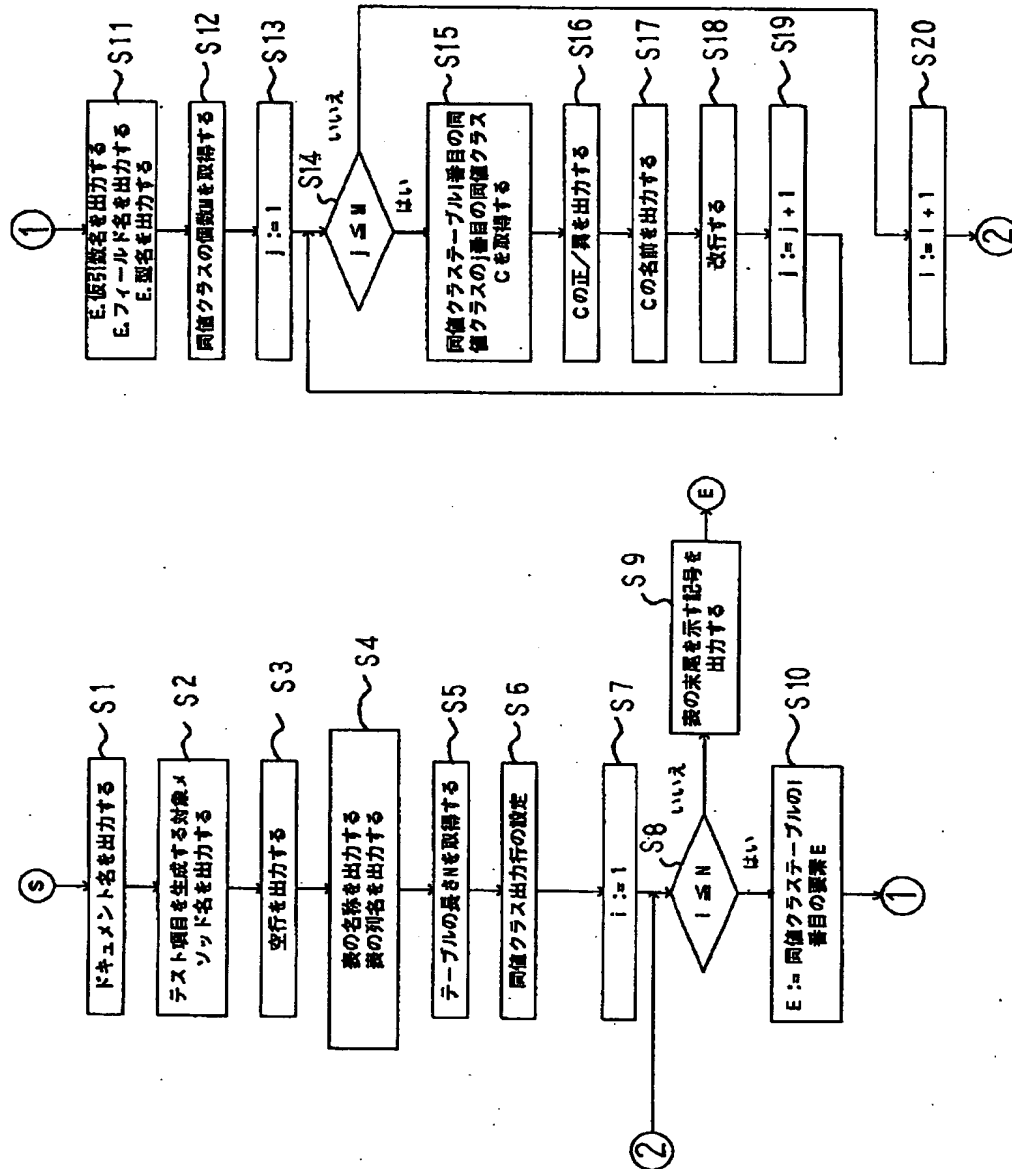 S
ドキュメント名を出力する
S1
テスト項目を生成する対象メ
ソッド名を出力する
S2
空行を出力する
S3
表の名称を出力する
表の列名を出力する
S4
テーブルの長さNを取得する
S5
同値クラス出力行の設定
S6
i := 1
S7
2
i ≦ N
S8
いいえ
はい
表の末尾を示す記号を
出力する
S9
E
E := 同値クラステーブルのi
番目の要素E
S10
1
1
E.仮引数名を出力する
E.フィールド名を出力する
E.型名を出力する
S11
同値クラスの個数Mを取得する
S12
j := 1
S13
j ≦ M
S14
いいえ
はい
同値クラステーブルi番目の同
値クラスのj番目の同値クラス
Cを取得する
S15
Cの正/異を出力する
S16
Cの名前を出力する
S17
改行する
S18
j := j + 1
S19
i := i + 1
S20
2